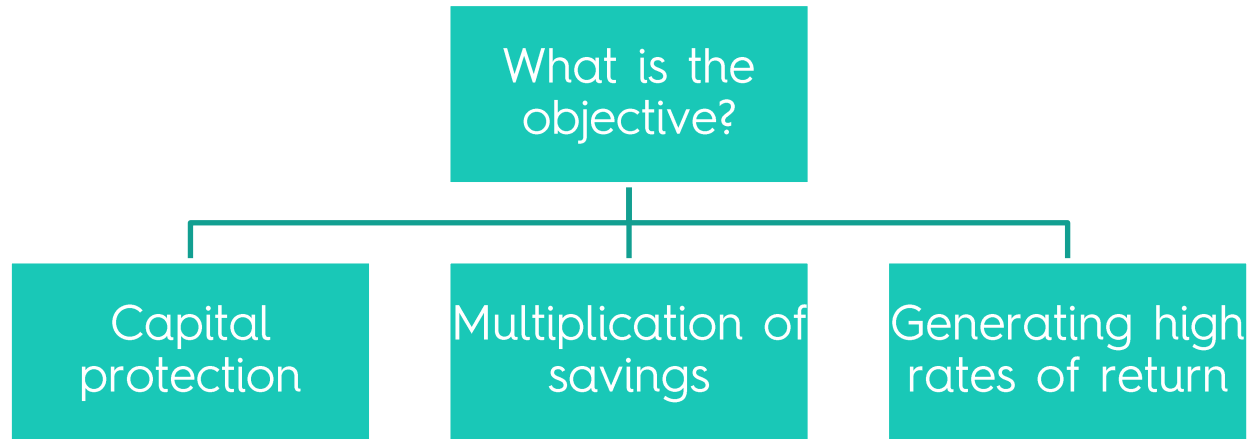 What is the
objective?
Capital
protection
Multiplication of
savings
Generating high
rates of return